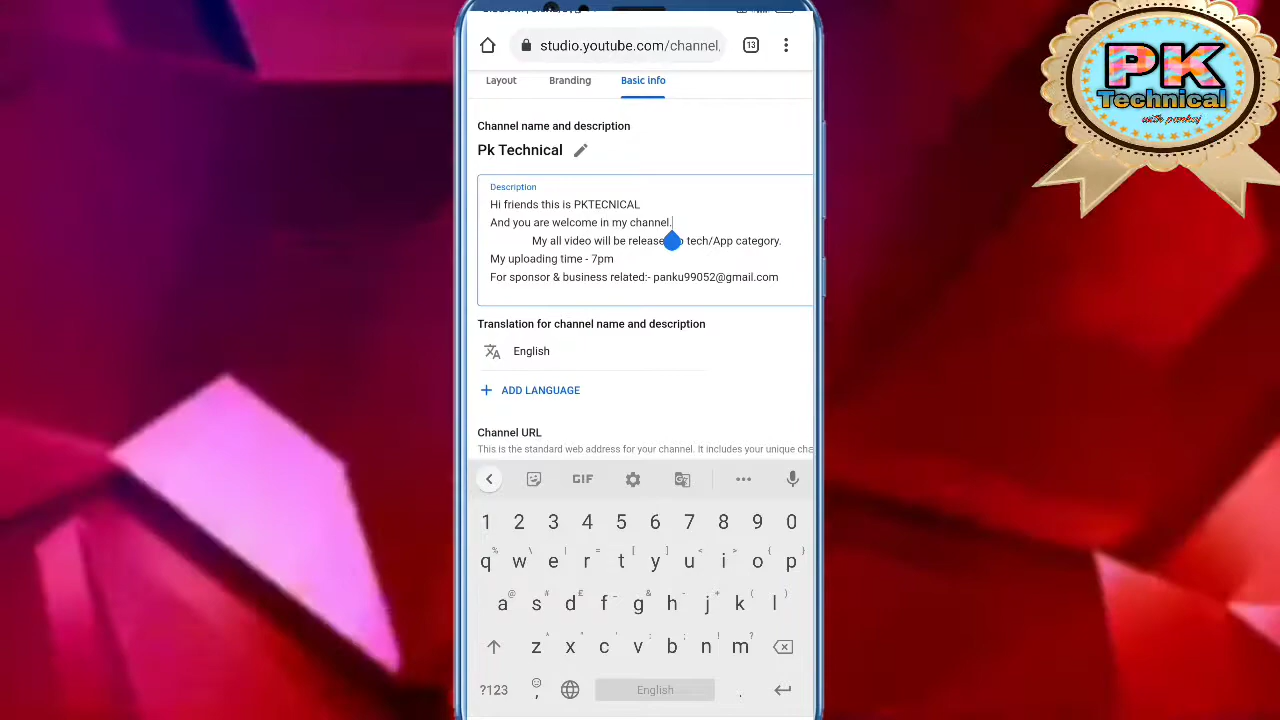 studio.youtube.com/channel.
13
Layout Branding Basic info
Channel name and description
Pk Technical
Description
Hi friends this is PKTECNICAL
And you are welcome in my channel.
My all video will be release tech/App category.
My uploading time - 7pm
For sponsor & business related:- panku99052@gmail.com
Translation for channel name and description
English
+ ADD LANGUAGE
Channel URL
This is the standard web address for your channel. It includes your unique cha
GIF
1 2 3 4 5 6 7 8 9 0
q w e r t y u i o p
a s d f g h j k l
z x c v b n m
?123 , English .
PK
Technical
with pankaj